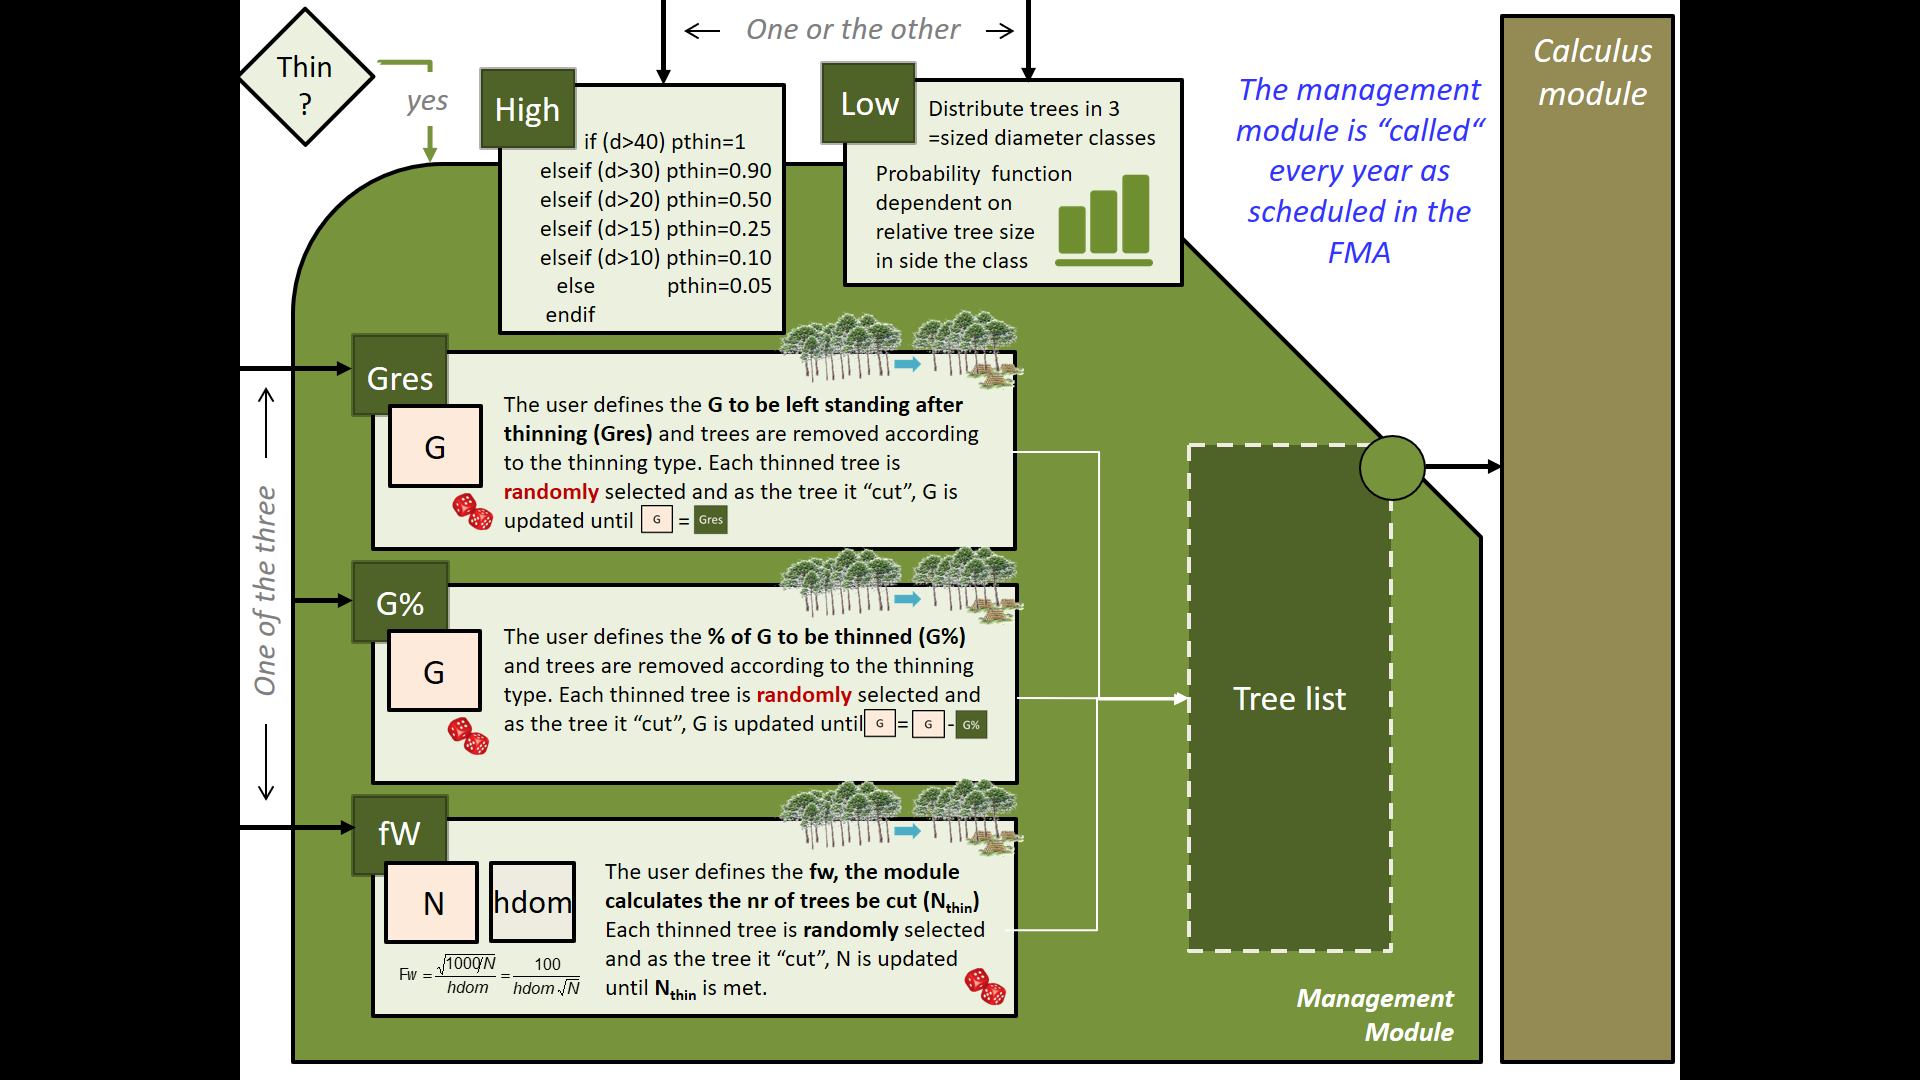 Thin
?
yes
One or the other
High
if (d>40) pthin=1
elseif (d>30) pthin=0.90
elseif (d>20) pthin=0.50
elseif (d>15) pthin=0.25
elseif (d>10) pthin=0.10
else pthin=0.05
endif
Low
Distribute trees in 3
=sized diameter classes
Probability function
dependent on
relative tree size
in side the class
The management
module is “called“
every year as
scheduled in the
FMA
Calculus
module
One of the three
Gres
G
The user defines the G to be left standing after
thinning (Gres) and trees are removed according
to the thinning type. Each thinned tree is
randomly selected and as the tree it “cut”, G is
updated until G = Gres
G%
G
The user defines the % of G to be thinned (G%)
and trees are removed according to the thinning
type. Each thinned tree is randomly selected and
as the tree it “cut”, G is updated until G = G - G%
fW
N
hdom
Fw = √1000/N / hdom = 100 / hdom √N
The user defines the fw, the module
calculates the nr of trees be cut (Nthin)
Each thinned tree is randomly selected
and as the tree it “cut”, N is updated
until Nthin is met.
Tree list
Management
Module